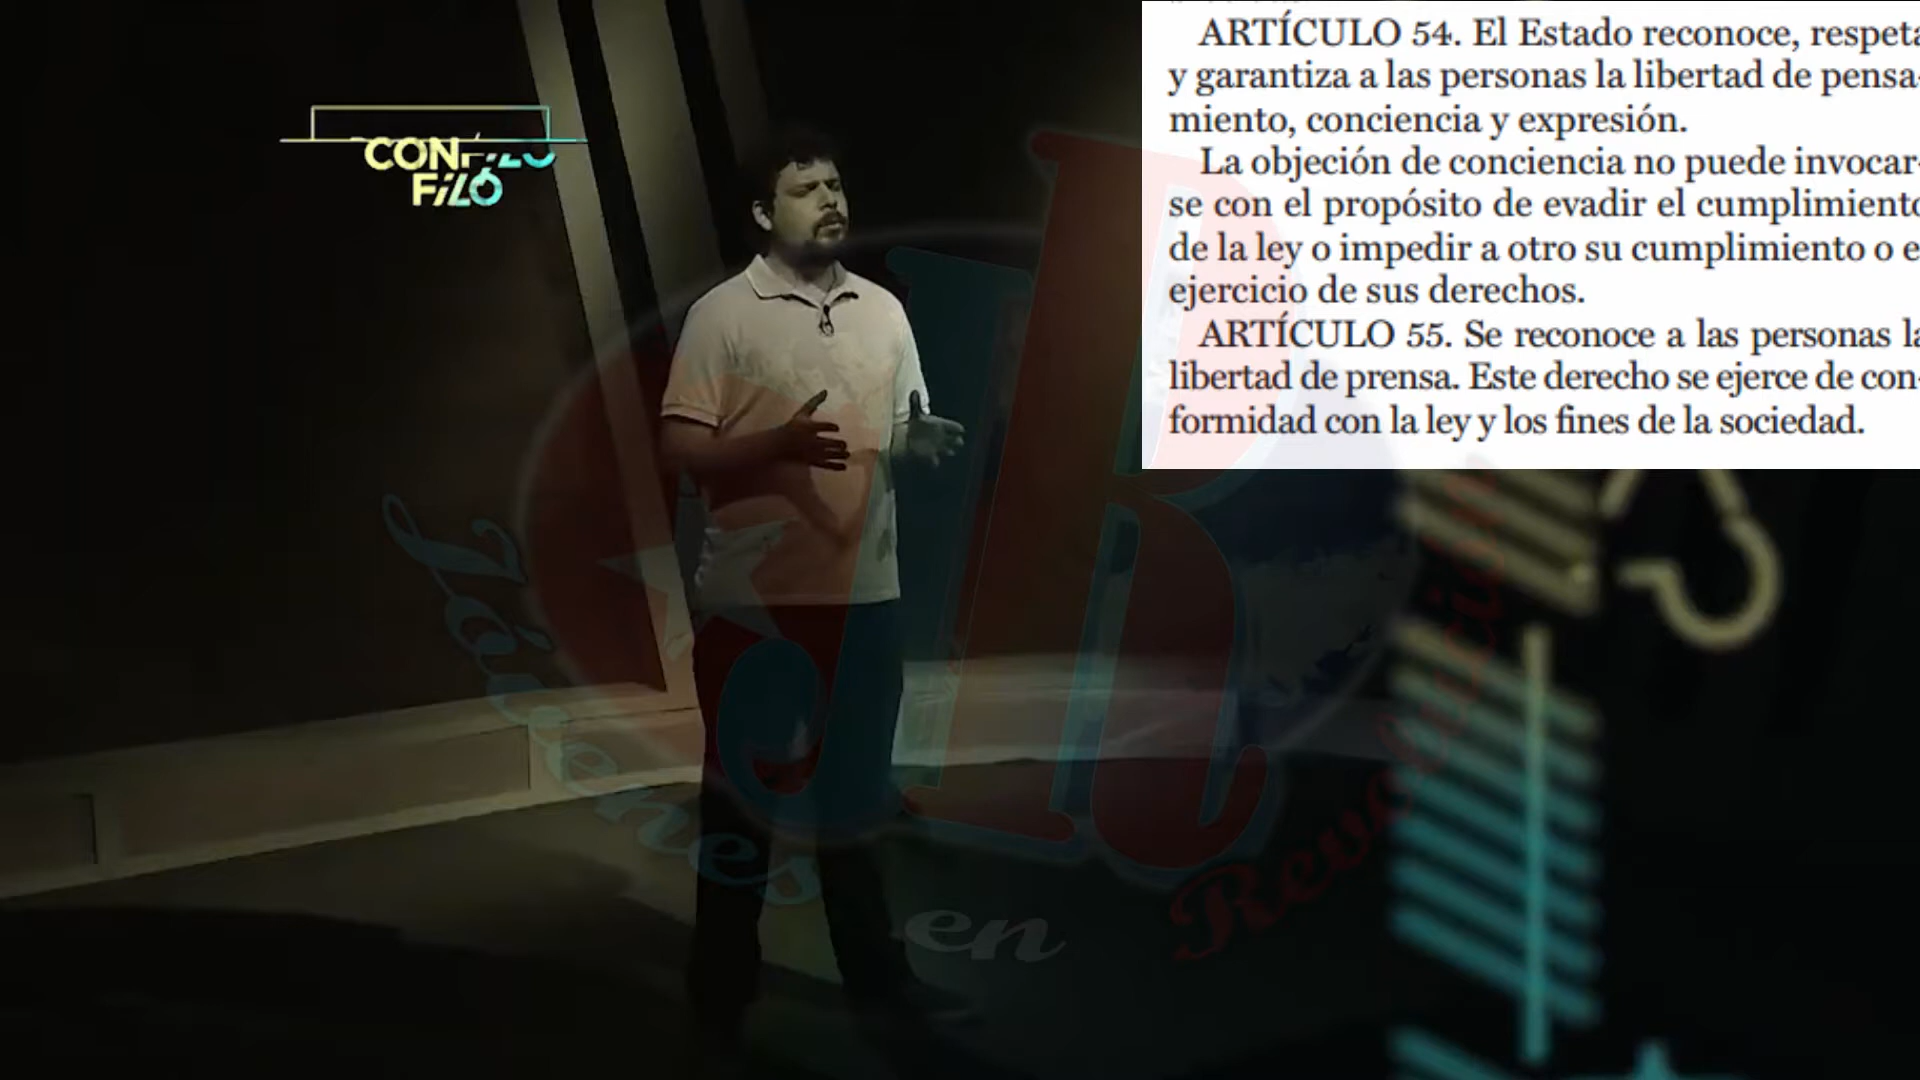 CON
FILO
ARTÍCULO 54. El Estado reconoce, respeta
y garantiza a las personas la libertad de pensa-
miento, conciencia y expresión.
La objeción de conciencia no puede invocar-
se con el propósito de evadir el cumplimiento
de la ley o impedir a otro su cumplimiento o e
ejercicio de sus derechos.
ARTÍCULO 55. Se reconoce a las personas la
libertad de prensa. Este derecho se ejerce de con-
formidad con la ley y los fines de la sociedad.
JR
Jóvenes
en
Revolución